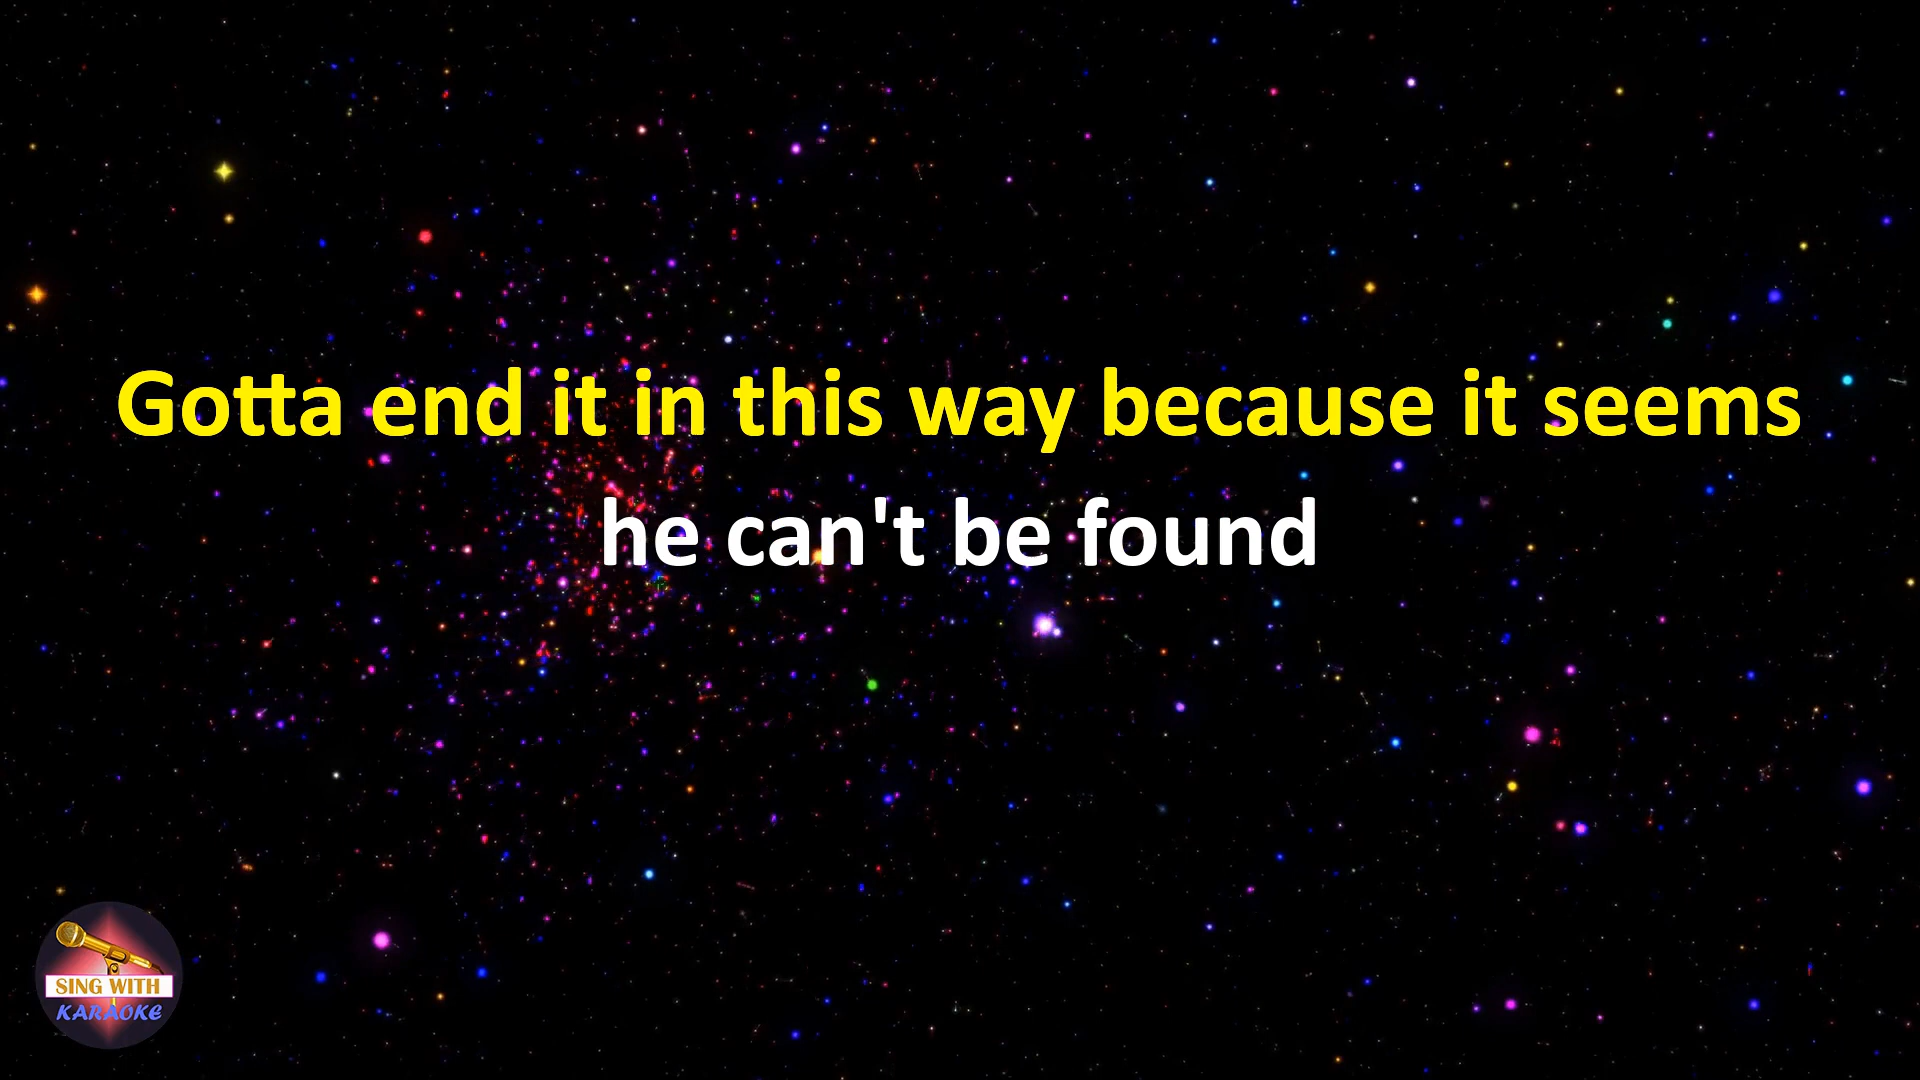 Gotta end it in this way because it seems
he can't be found
SING WITH
KARAOKE